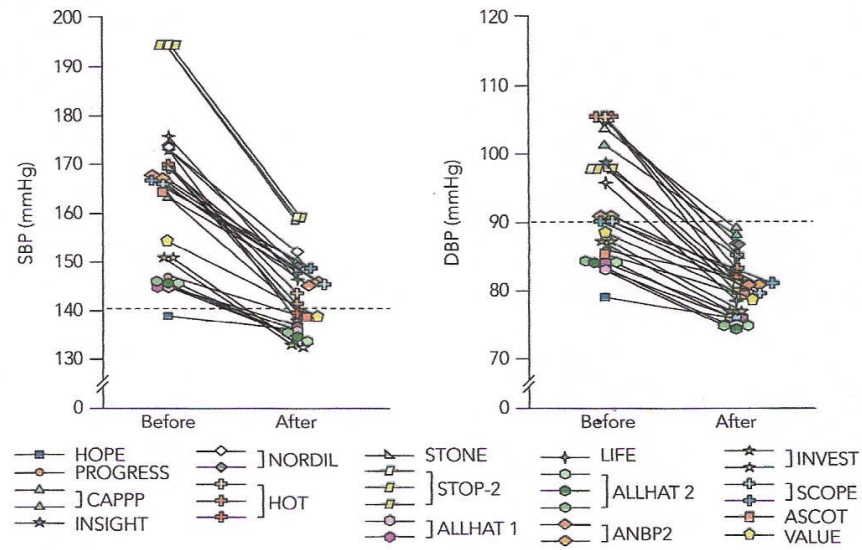 SBP (mmHg)
200
190
180
170
160
150
140
130
0
Before
After
DBP (mmHg)
120
110
100
90
80
70
0
Before
After
HOPE
PROGRESS
CAPPP
INSIGHT
NORDIL
HOT
STONE
STOP-2
ALLHAT 1
LIFE
ALLHAT 2
ANBP2
INVEST
SCOPE
ASCOT
VALUE